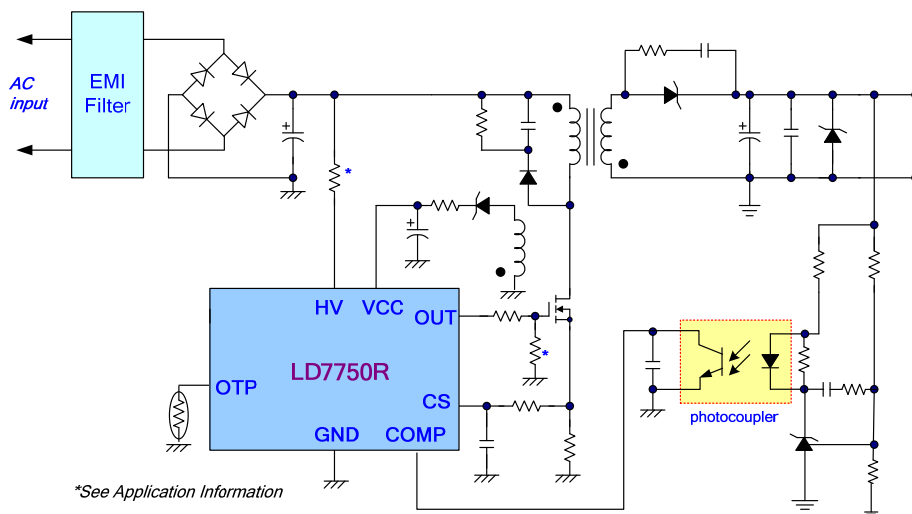 AC
input
EMI
Filter
+
*
+
+
HV
VCC
OUT
LD7750R
*
OTP
CS
GND
COMP
photocoupler
*See Application Information